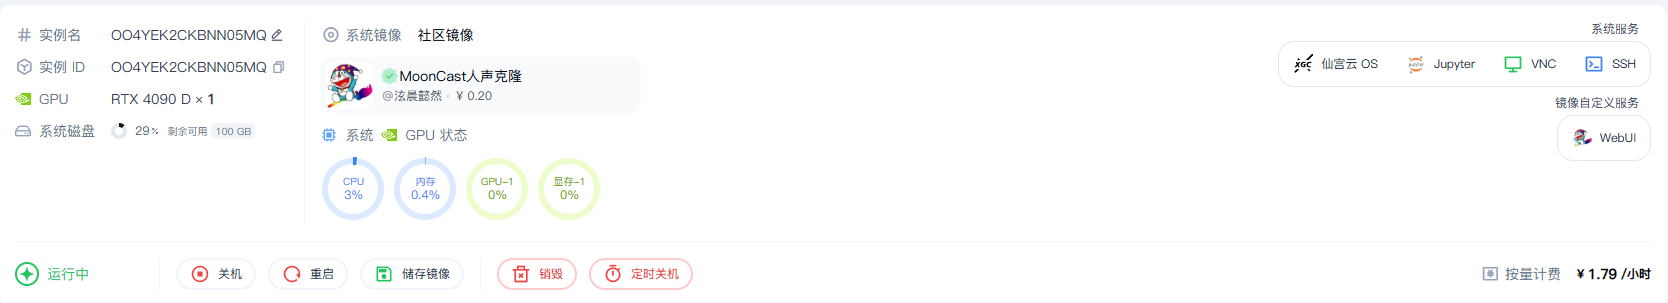 实例名 OO4YEK2CKBNN05MQ
实例 ID OO4YEK2CKBNN05MQ
GPU RTX 4090 D × 1
系统磁盘 29% 剩余可用 100 GB
系统镜像 社区镜像
MoonCast人声克隆
@泫晨懿然 ¥ 0.20
系统 GPU 状态
CPU 3%
内存 0.4%
GPU-1 0%
显存-1 0%
系统服务
XGC 仙宫云 OS Jupyter VNC SSH
镜像自定义服务
WebUI
运行中 关机 重启 储存镜像 销毁 定时关机 按量计费 ¥ 1.79 /小时